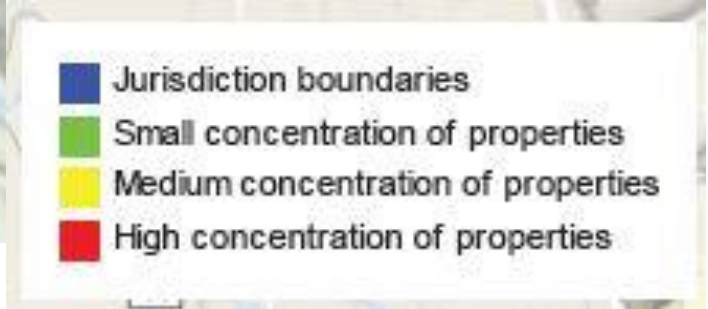 Jurisdiction boundaries
Small concentration of properties
Medium concentration of properties
High concentration of properties